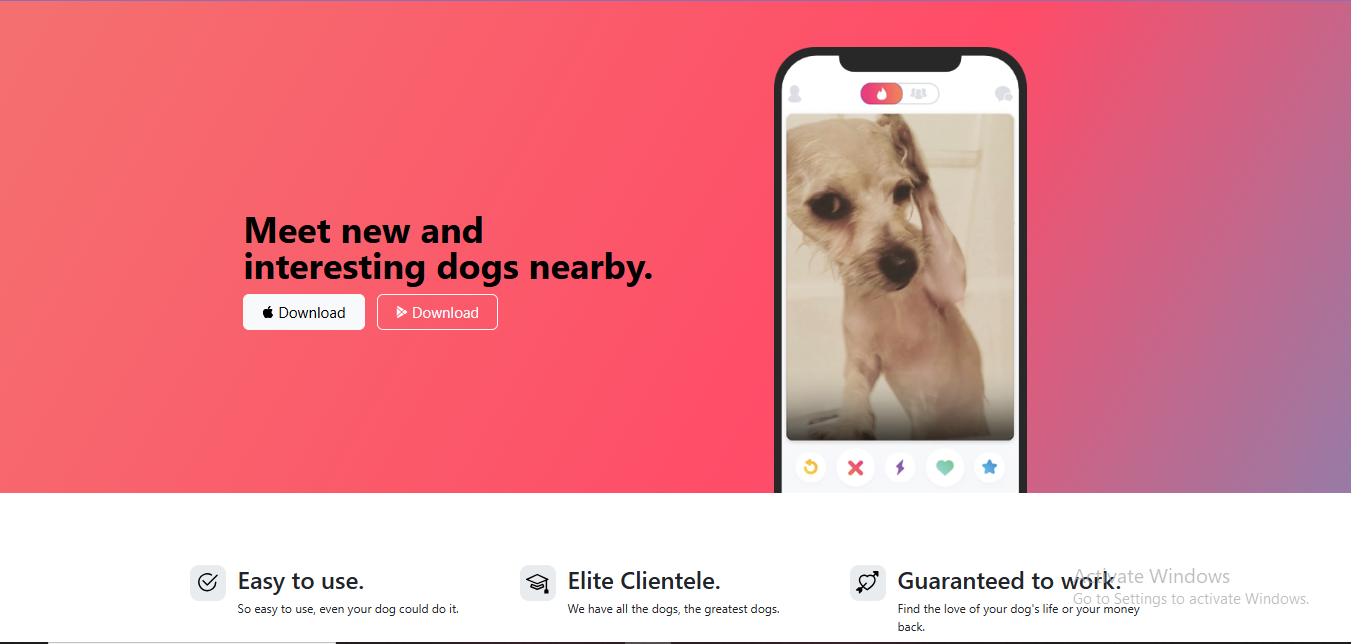 Meet new and
interesting dogs nearby.
Download
Download
Easy to use.
So easy to use, even your dog could do it.
Elite Clientele.
We have all the dogs, the greatest dogs.
Guaranteed to work.
Find the love of your dog's life or your money
back.
Activate Windows
Go to Settings to activate Windows.